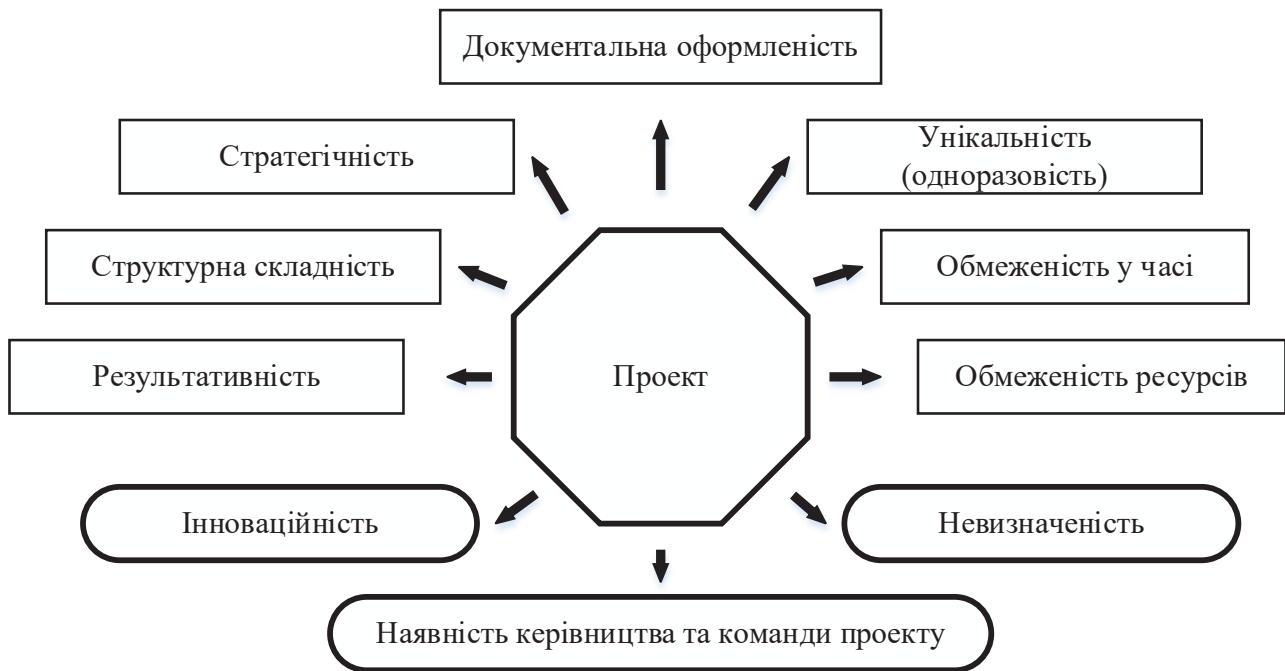 Документальна оформленість
Стратегічність
Унікальність
(одноразовість)
Структурна складність
Обмеженість у часі
Результативність
Проект
Обмеженість ресурсів
Інноваційність
Невизначеність
Наявність керівництва та команди проекту